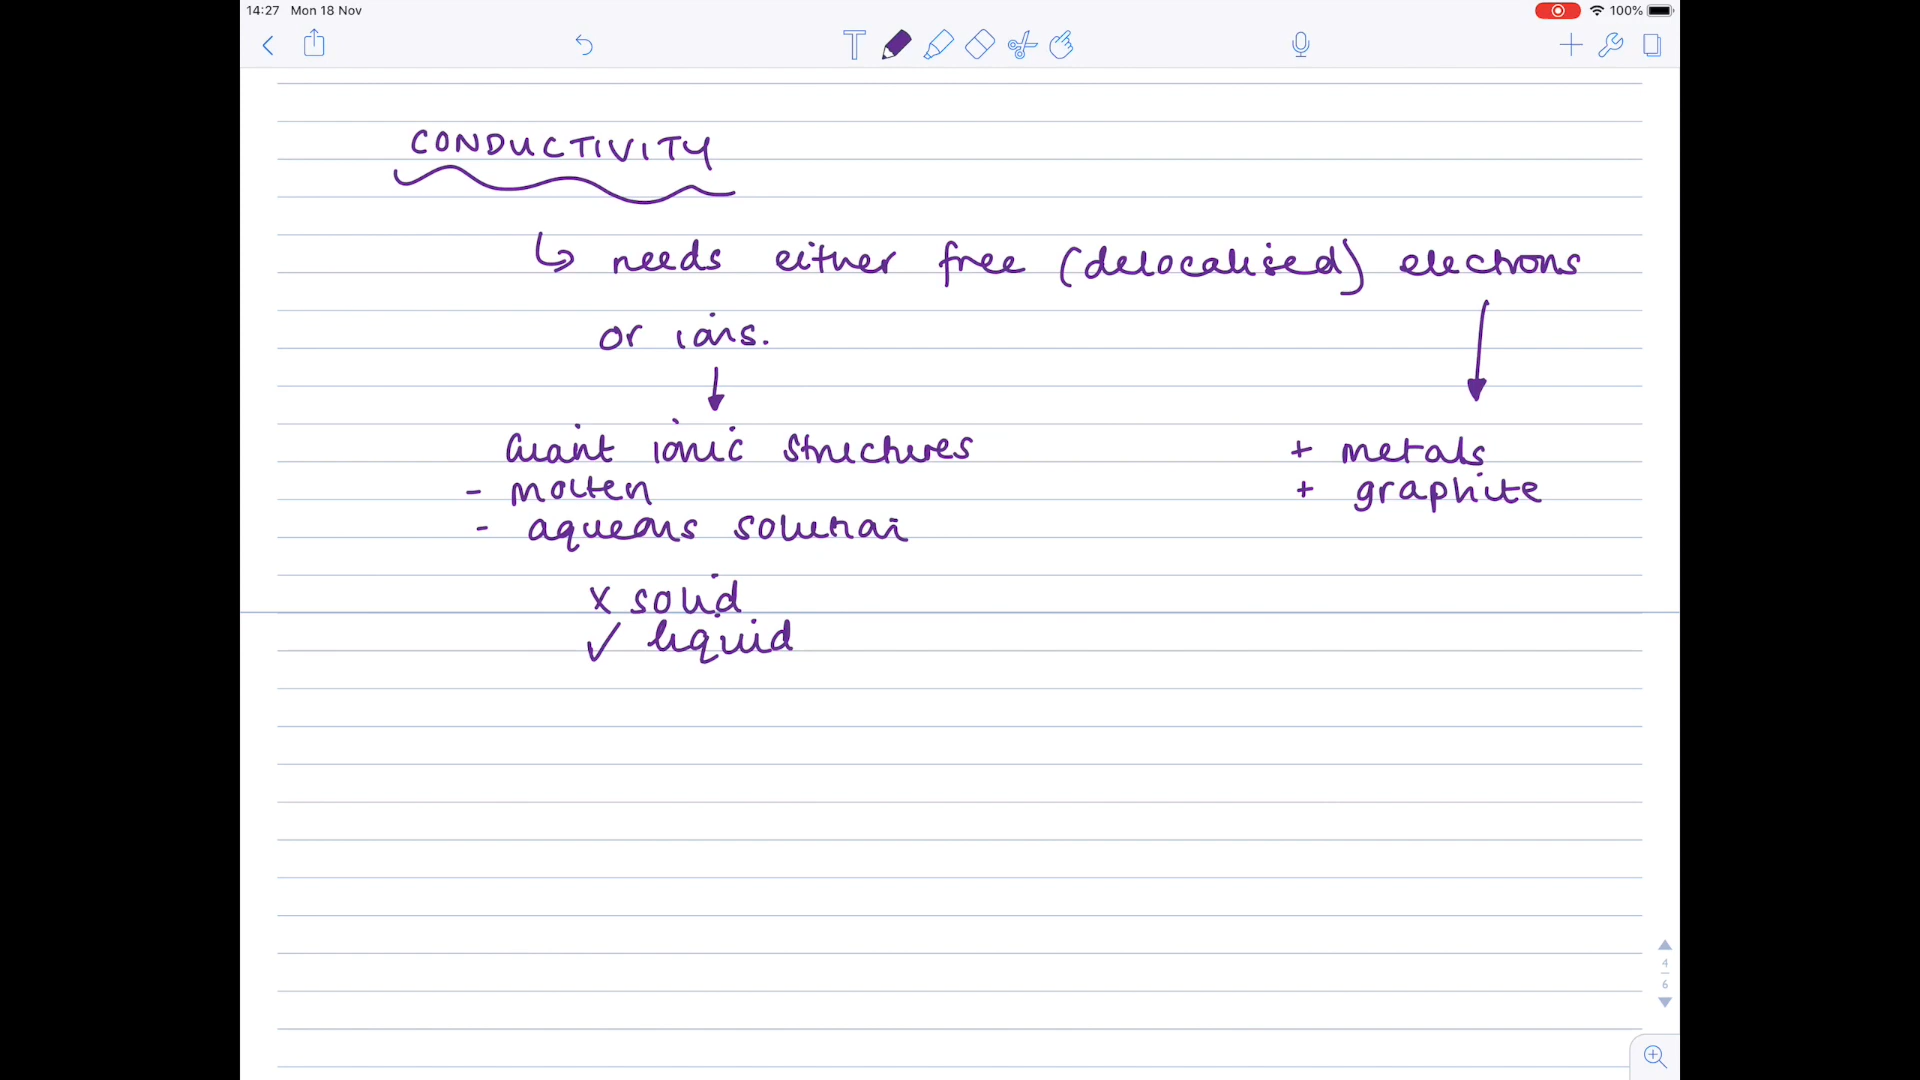 14:27 Mon 18 Nov
100%
T
CONDUCTIVITY
↳ needs either free (delocalised) electrons
or ions.
Giant ionic structures
+ metals
- molten
+ graphite
- aqueous solution
x solid
✓ liquid
4
6